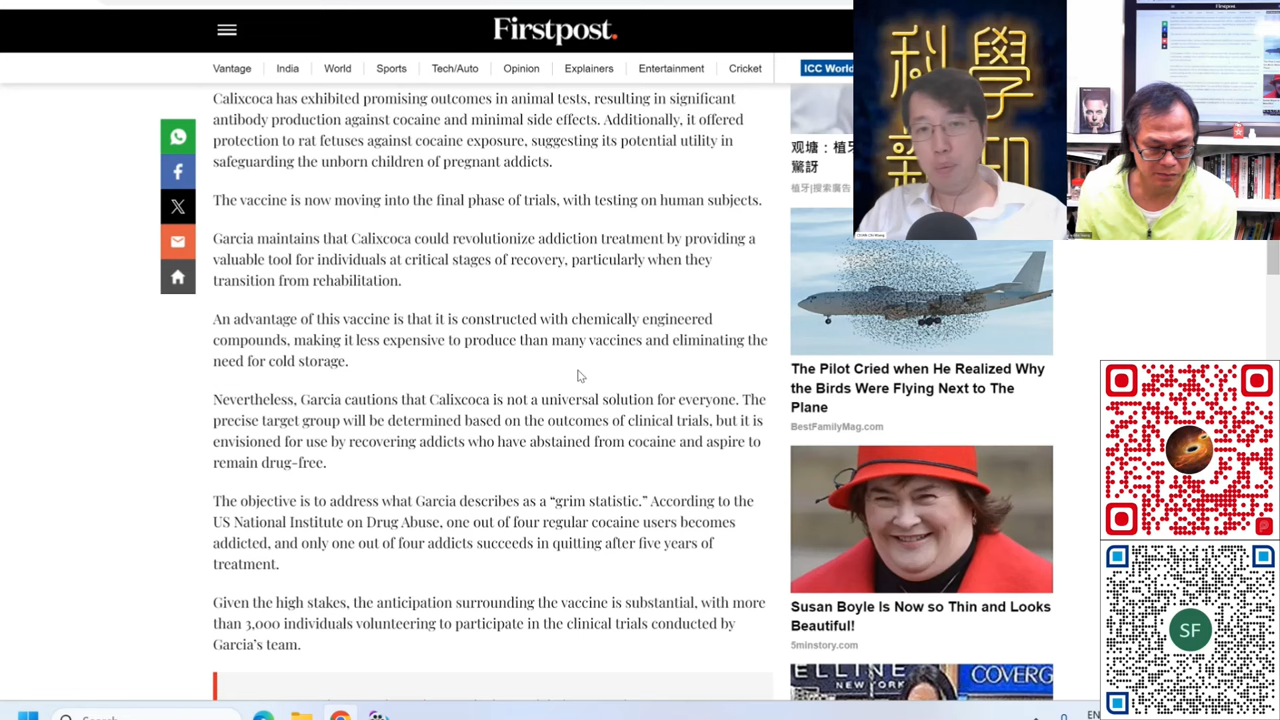 Firstpost.
Vantage India World Sports Explainers Entertainment Cricket ICC World
Calixcoca has exhibited promising outcomes in animal tests, resulting in significant
antibody production against cocaine and minimal side effects. Additionally, it offered
protection to rat fetuses against cocaine exposure, suggesting its potential utility in
safeguarding the unborn children of pregnant addicts.
The vaccine is now moving into the final phase of trials, with testing on human subjects.
Garcia maintains that Calixcoca could revolutionize addiction treatment by providing a
valuable tool for individuals at critical stages of recovery, particularly when they
transition from rehabilitation.
An advantage of this vaccine is that it is constructed with chemically engineered
compounds, making it less expensive to produce than many vaccines and eliminating the
need for cold storage.
Nevertheless, Garcia cautions that Calixcoca is not a universal solution for everyone. The
precise target group will be determined based on the outcomes of clinical trials, but it is
envisioned for use by recovering addicts who have abstained from cocaine and aspire to
remain drug-free.
The objective is to address what Garcia describes as a “grim statistic.” According to the
US National Institute on Drug Abuse, one in four regular cocaine users becomes
addicted, and only one out of four addicts succeeds in quitting after five years of
treatment.
Given the high stakes, the anticipation surrounding the vaccine is substantial, with more
than 3,000 individuals volunteering to participate in the clinical trials conducted by
Garcia’s team.
观塘：植牙
驚訝
植牙|搜索廣告
The Pilot Cried when He Realized Why
the Birds Were Flying Next to The
Plane
BestFamilyMag.com
Susan Boyle Is Now so Thin and Looks
Beautiful!
5minstory.com
ELLINE
NEW YORK
COVERG
科學
新知
SF
Search
EN